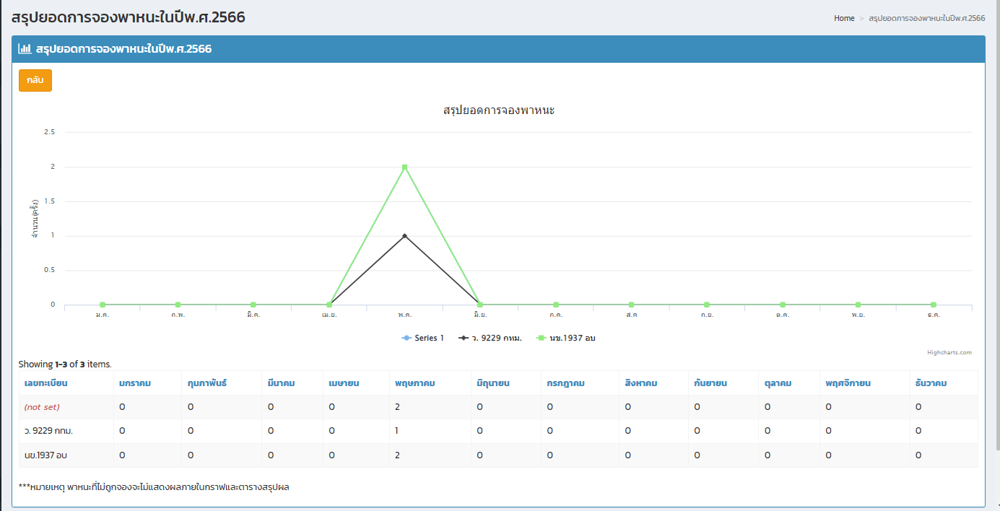 สรุปยอดการจองพาหนะในปีพ.ศ.2566
Home > สรุปยอดการจองพาหนะในปีพ.ศ.2566
สรุปยอดการจองพาหนะในปีพ.ศ.2566
กลับ
สรุปยอดการจองพาหนะ
จำนวน(ครั้ง)
2.5
2
1.5
1
0.5
0
ม.ค. ก.พ. มี.ค. เม.ย. พ.ค. มิ.ย. ก.ค. ส.ค ก.ย. ต.ค. พ.ย. ธ.ค.
Series 1 ว. 9229 กทม. นข.1937 อบ
Highcharts.com
Showing 1-3 of 3 items.
เลขทะเบียน มกราคม กุมภาพันธ์ มีนาคม เมษายน พฤษภาคม มิถุนายน กรกฎาคม สิงหาคม กันยายน ตุลาคม พฤศจิกายน ธันวาคม
(not set) 0 0 0 0 2 0 0 0 0 0 0 0
ว. 9229 กทม. 0 0 0 0 1 0 0 0 0 0 0 0
นข.1937 อบ 0 0 0 0 2 0 0 0 0 0 0 0
***หมายเหตุ พาหนะที่ไม่ถูกจองจะไม่แสดงผลภายในกราฟและตารางสรุปผล